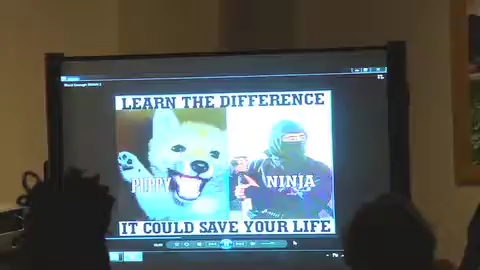 LEARN THE DIFFERENCE
PUPPY
NINJA
IT COULD SAVE YOUR LIFE